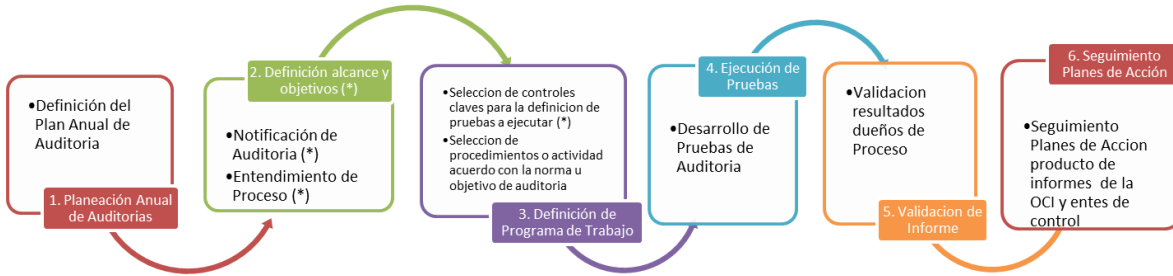 •Definición del
Plan Anual de
Auditoria
1. Planeación Anual
de Auditorias
2. Definición alcance y
objetivos (*)
•Notificación de
Auditoria (*)
•Entendimiento de
Proceso (*)
•Seleccion de controles
claves para la definicion de
pruebas a ejecutar (*)
•Seleccion de
procedimientos o actividad
acuerdo con la norma u
objetivo de auditoria
3. Definición de
Programa de Trabajo
4. Ejecución de
Pruebas
•Desarrollo de
Pruebas de
Auditoria
•Validacion
resultados
dueños de
Proceso
5. Validacion de
Informe
6. Seguimiento
Planes de Acción
•Seguimiento
Planes de Accion
producto de
informes de la
OCI y entes de
control